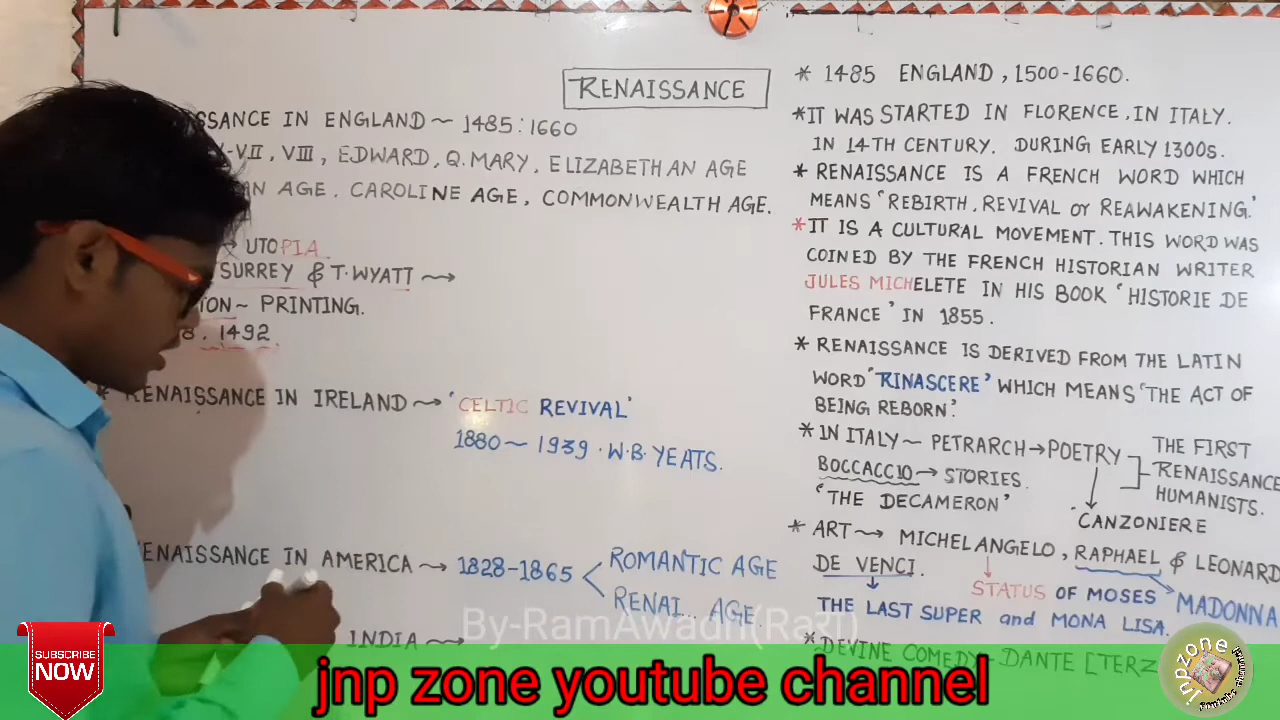 RENAISSANCE
SSANCE IN ENGLAND ~ 1485:1660
-VII, VIII, EDWARD, Q. MARY, ELIZABETHAN AGE
AN AGE. CAROLINE AGE, COMMONWEALTH AGE.
→ UTOPIA
SURREY & T. WYATT →
TON ~ PRINTING.
B. 1492.
* RENAISSANCE IN IRELAND → 'CELTIC REVIVAL'
1880 ~ 1939 . W.B. YEATS.
ENAISSANCE IN AMERICA → 1828-1865 < ROMANTIC AGE
RENAI... AGE
INDIA →
* 1485 ENGLAND, 1500-1660.
* IT WAS STARTED IN FLORENCE, IN ITALY.
IN 14TH CENTURY. DURING EARLY 1300s.
* RENAISSANCE IS A FRENCH WORD WHICH
MEANS 'REBIRTH, REVIVAL or REAWAKENING.'
* IT IS A CULTURAL MOVEMENT. THIS WORD WAS
COINED BY THE FRENCH HISTORIAN WRITER
JULES MICHELETE IN HIS BOOK 'HISTORIE DE
FRANCE' IN 1855.
* RENAISSANCE IS DERIVED FROM THE LATIN
WORD 'RINASCERE' WHICH MEANS 'THE ACT OF
BEING REBORN'.
* IN ITALY ~ PETRARCH → POETRY
THE FIRST
RENAISSANCE
HUMANISTS.
BOCCACCIO → STORIES.
'THE DECAMERON'
CANZONIERE
* ART → MICHELANGELO, RAPHAEL & LEONARD
DE VENCI.
STATUS OF MOSES
MADONNA
THE LAST SUPER and MONA LISA.
* DEVINE COMEDY - DANTE [TERZ
SUBSCRIBE
NOW
jnp zone youtube channel
jnpzone